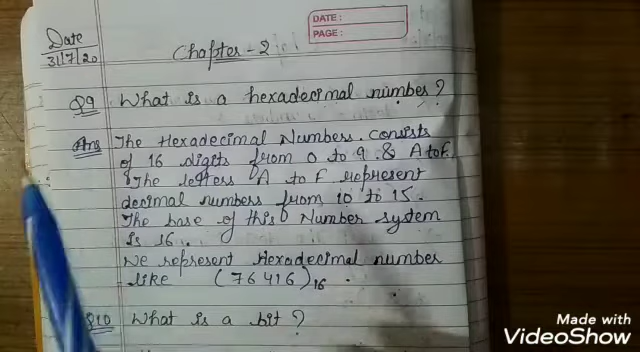 Date
31/7/20
DATE :
PAGE :
Chapter - 2
Q9 What is a hexadecimal number?
Ans The Hexadecimal Numbers. Consists
of 16 digits from 0 to 9 & A to F.
The letters A to F represent
decimal numbers from 10 to 15.
The base of this Number system
is 16.
We represent Hexadecimal number
like (76416)16 .
Q10 What is a bit?
Made with
VideoShow